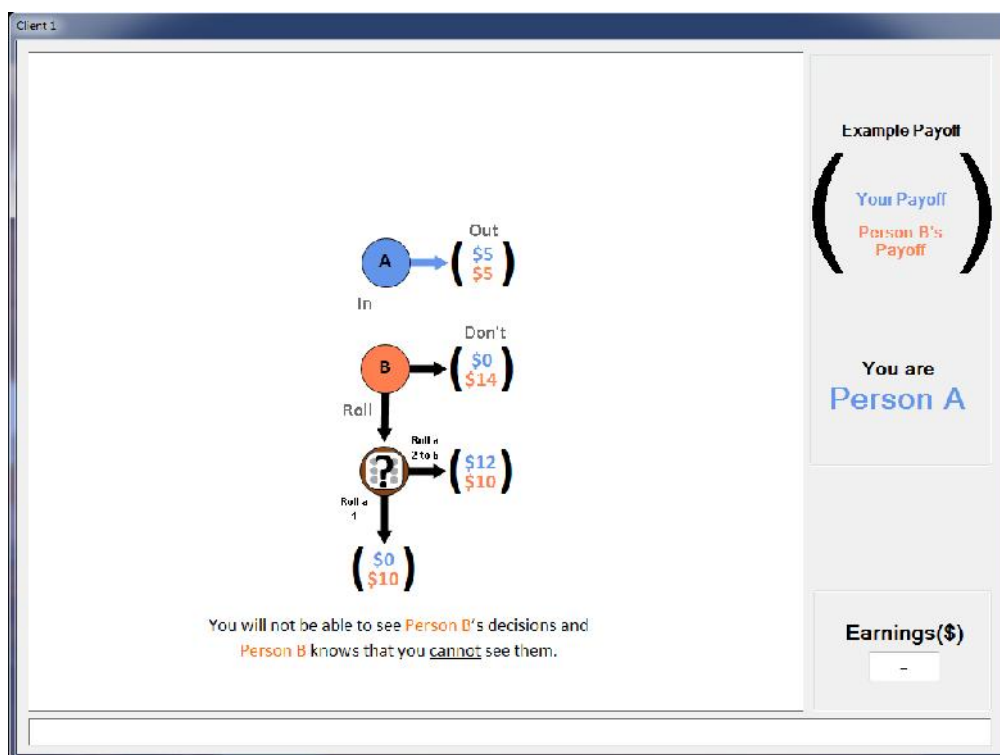 Client 1
Example Payoff
Your Payoff
Person B's
Payoff
You are
Person A
Earnings($)
-
A
Out
$5
$5
In
B
Don't
$0
$14
Roll
?
Roll a
2 to 6
$12
$10
Roll a
1
$0
$10
You will not be able to see Person B's decisions and
Person B knows that you cannot see them.